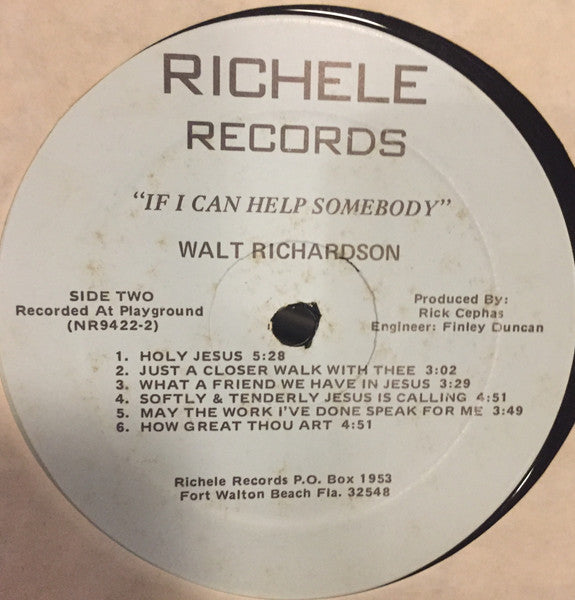 RICHELE
RECORDS
"IF I CAN HELP SOMEBODY"
WALT RICHARDSON
SIDE TWO
Recorded At Playground
(NR9422-2)
Produced By:
Rick Cephas
Engineer: Finley Duncan
1. HOLY JESUS 5:28
2. JUST A CLOSER WALK WITH THEE 3:02
3. WHAT A FRIEND WE HAVE IN JESUS 3:29
4. SOFTLY & TENDERLY JESUS IS CALLING 4:51
5. MAY THE WORK I'VE DONE SPEAK FOR ME 3:49
6. HOW GREAT THOU ART 4:51
Richele Records P.O. Box 1953
Fort Walton Beach Fla. 32548